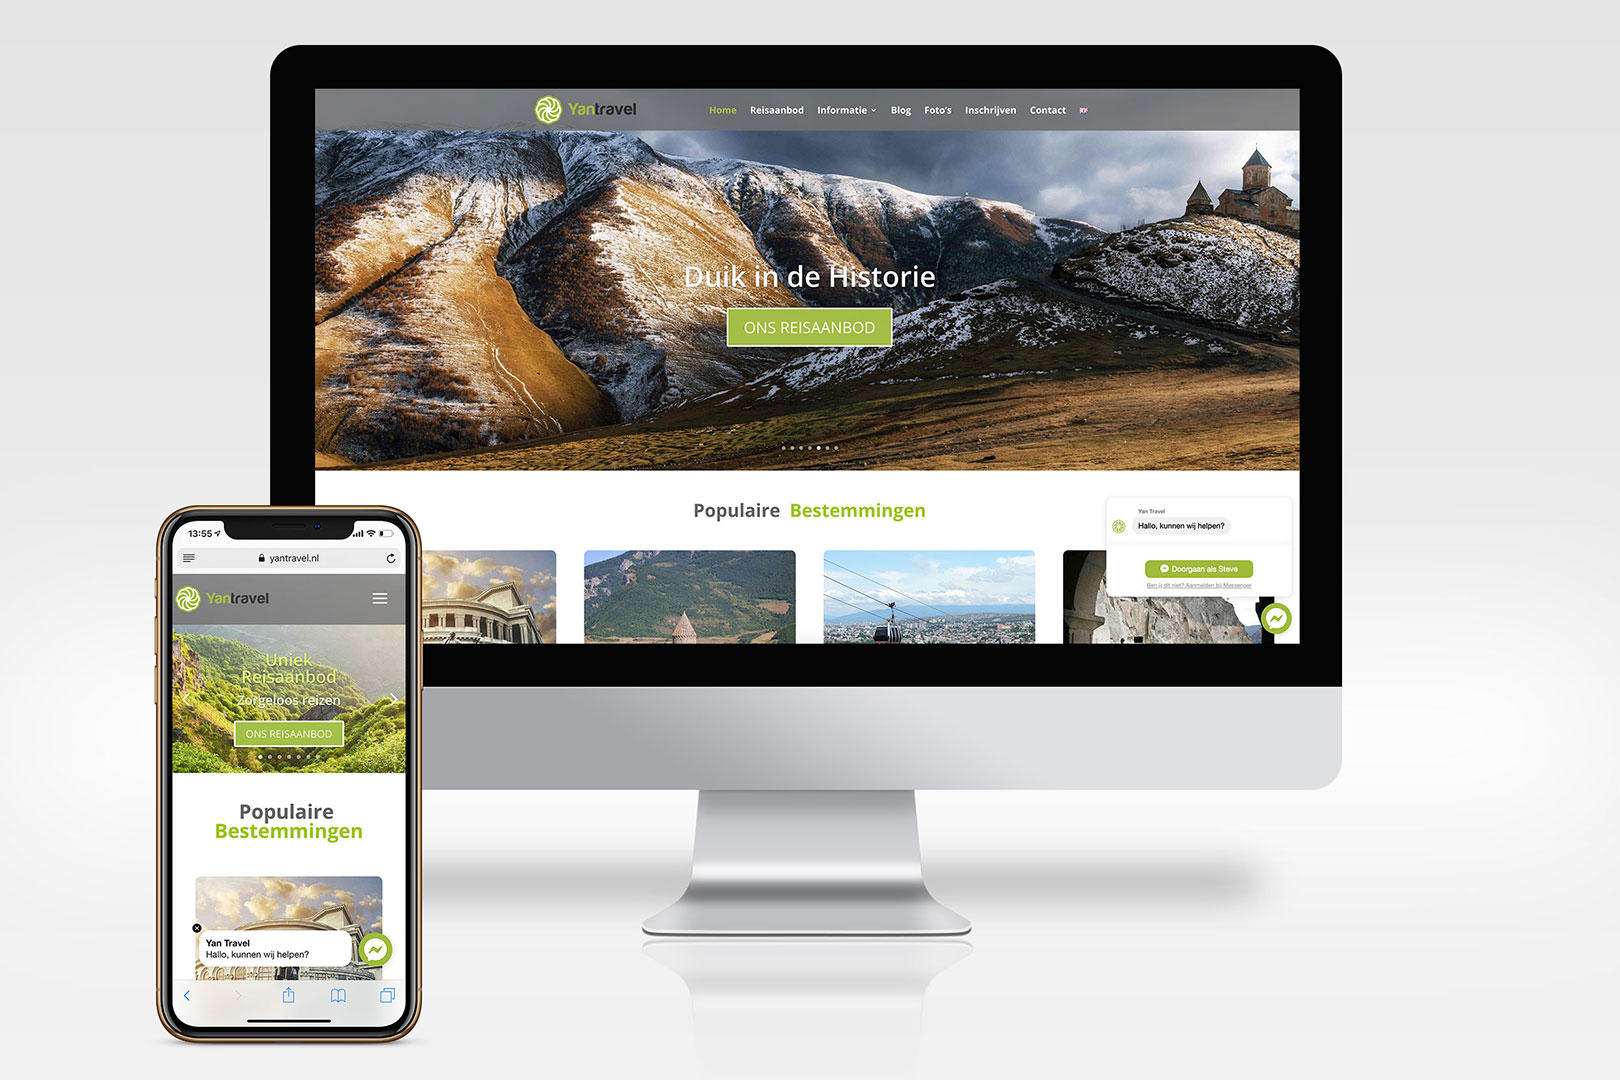 Yantravel
Home Reisaanbod Informatie Blog Foto's Inschrijven Contact
Duik in de Historie
ONS REISAANBOD
Populaire Bestemmingen
Yan Travel
Hallo, kunnen wij helpen?
Doorgaan als Steve
Ben jij dit niet? Aanmelden bij Messenger
13:55
yantravel.nl
Yantravel
Uniek
Reisaanbod
Zorgeloos reizen
ONS REISAANBOD
Populaire
Bestemmingen
Yan Travel
Hallo, kunnen wij helpen?